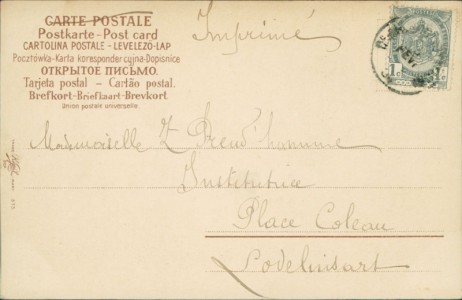 CARTE POSTALE
Postkarte - Post card
CARTOLINA POSTALE - LEVELEZO-LAP
Pocztówka-Karta korespondencyjna-Dopisnice
ОТКРЫТОЕ ПИСЬМО.
Tarjeta postal - Cartão postal.
Brefkort-Briefkaart-Brevkort.
Union postale universelle.
Imprimé
1c
Mademoiselle Z Preud'homme
Institutrice
Place Coleau
Lodelinsart